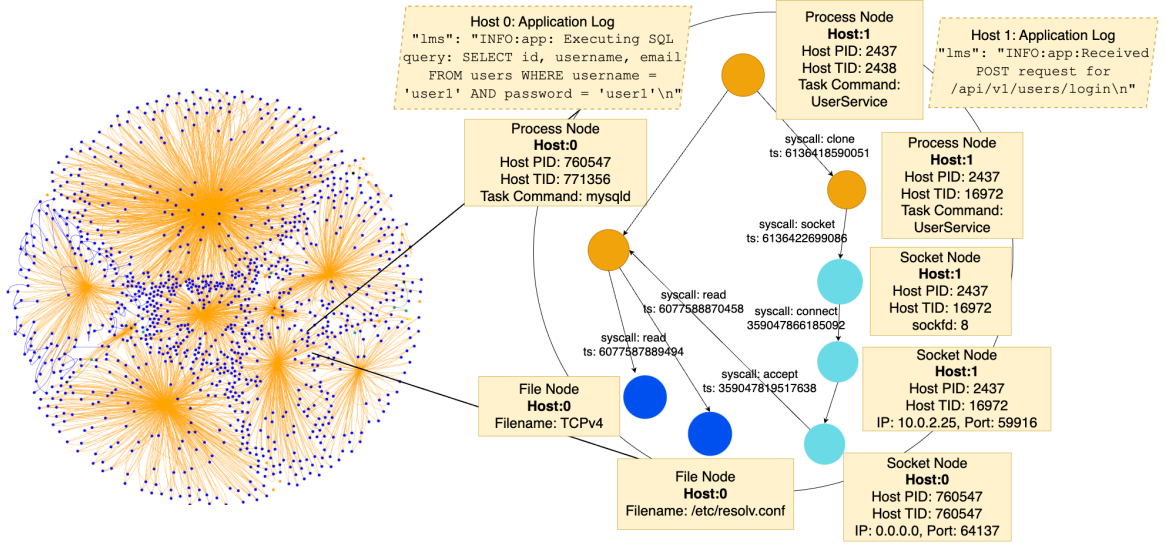 Host 0: Application Log
"lms": "INFO:app: Executing SQL
query: SELECT id, username, email
FROM users WHERE username =
'user1' AND password = 'user1'\n"
Process Node
Host:1
Host PID: 2437
Host TID: 2438
Task Command:
UserService
Host 1: Application Log
"lms": "INFO:app:Received
POST request for
/api/v1/users/login\n"
Process Node
Host:0
Host PID: 760547
Host TID: 771356
Task Command: mysqld
syscall: clone
ts: 6136418590051
Process Node
Host:1
Host PID: 2437
Host TID: 16972
Task Command:
UserService
syscall: socket
ts: 6136422699086
Socket Node
Host:1
Host PID: 2437
Host TID: 16972
sockfd: 8
syscall: read
ts: 6077588870458
syscall: connect
359047866185092
syscall: read
ts: 6077587889494
syscall: accept
ts: 359047819517638
Socket Node
Host:1
Host PID: 2437
Host TID: 16972
IP: 10.0.2.25, Port: 59916
File Node
Host:0
Filename: TCPv4
File Node
Host:0
Filename: /etc/resolv.conf
Socket Node
Host:0
Host PID: 760547
Host TID: 760547
IP: 0.0.0.0, Port: 64137